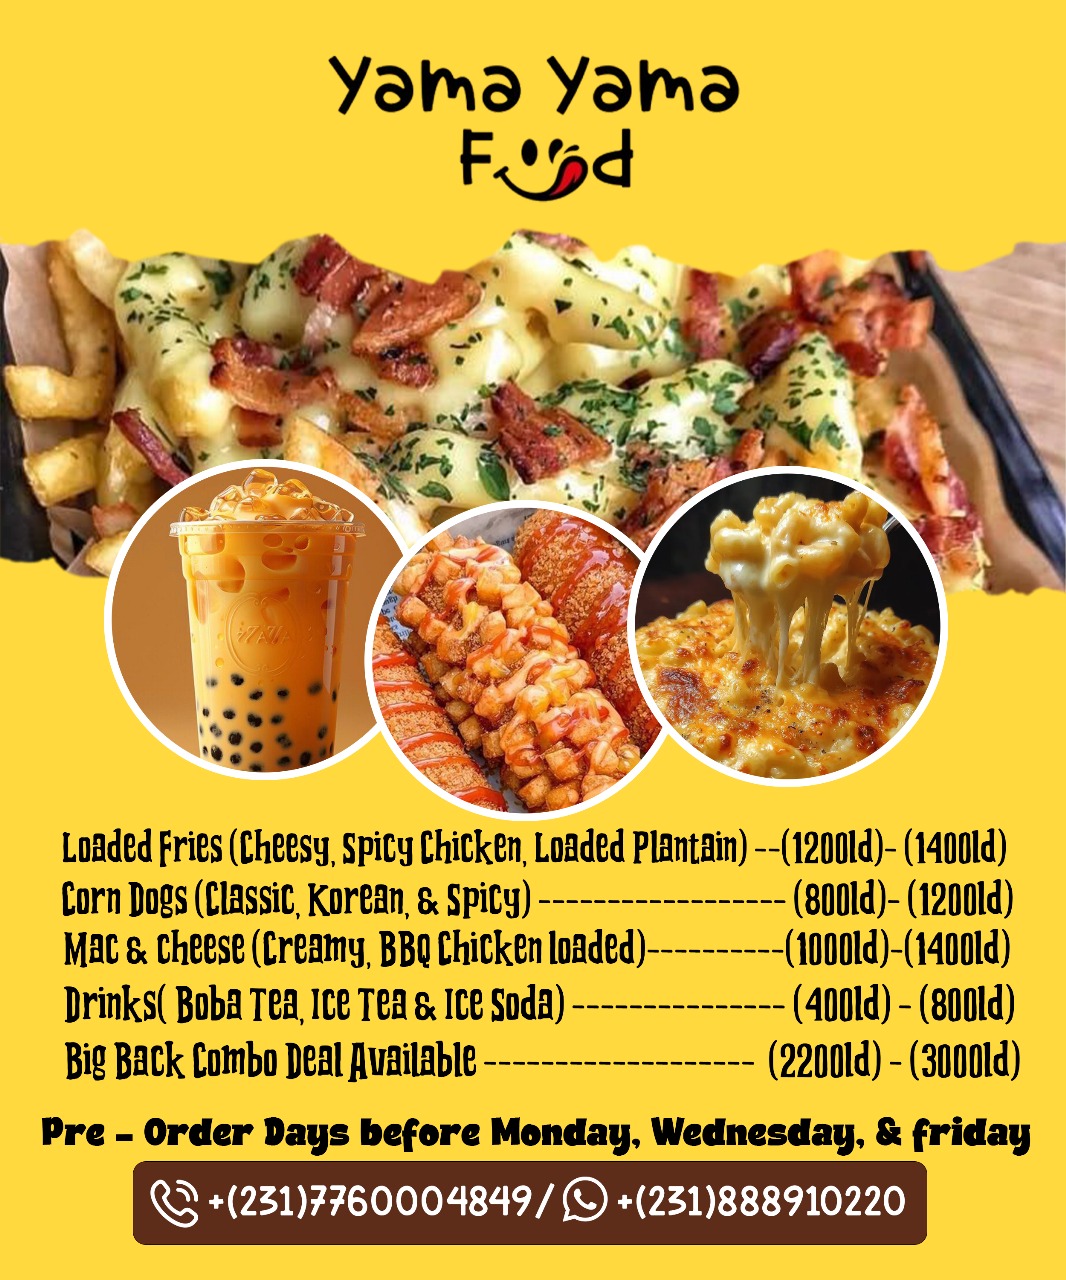 Yama Yama
Food
Loaded Fries (Cheesy, Spicy Chicken, Loaded Plantain) --(1200ld)- (1400ld)
Corn Dogs (Classic, Korean, & Spicy) ------------------ (800ld)- (1200ld)
Mac & cheese (Creamy, BBQ Chicken loaded)----------(1000ld)-(1400ld)
Drinks( Boba Tea, Ice Tea & Ice Soda) ---------------- (400ld) - (800ld)
Big Back Combo Deal Available -------------------- (2200ld) - (3000ld)
Pre - Order Days before Monday, Wednesday, & friday
+(231)7760004849/ +(231)888910220